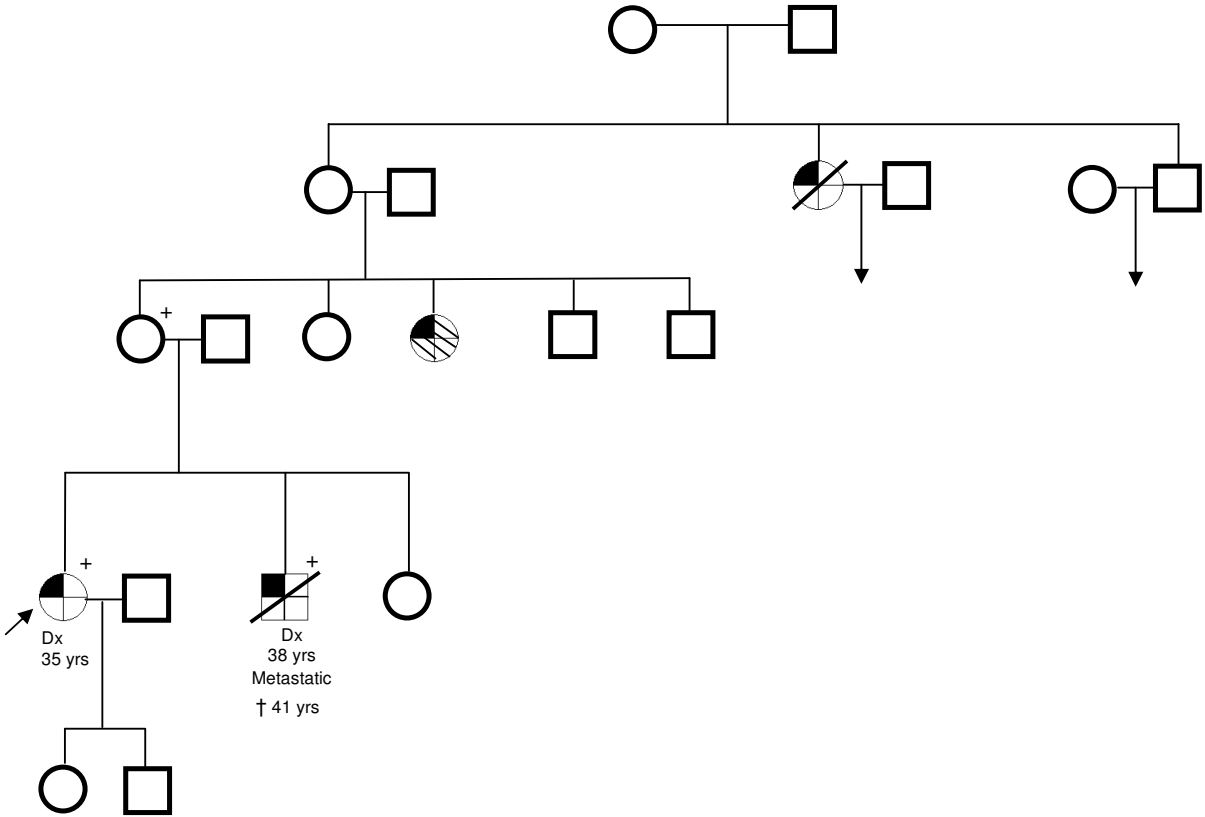 +
+
+
Dx
35 yrs
Dx
38 yrs
Metastatic
† 41 yrs